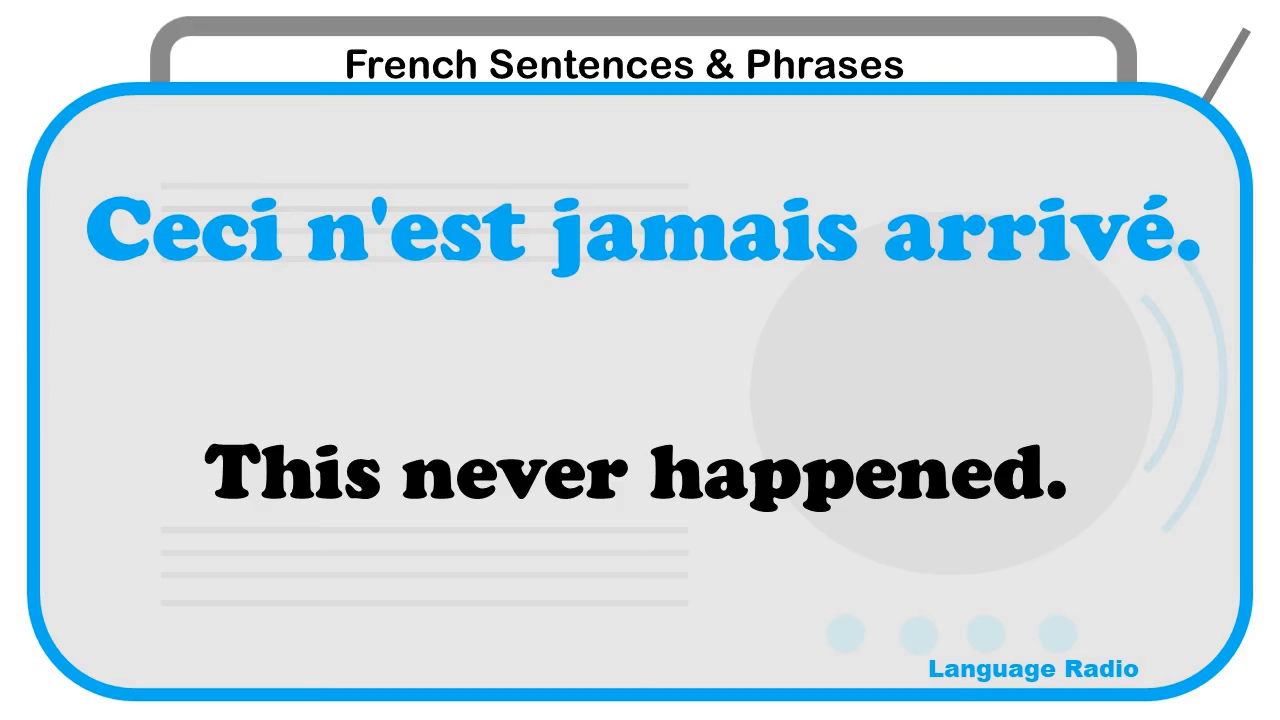 French Sentences & Phrases
Ceci n'est jamais arrivé.
This never happened.
Language Radio